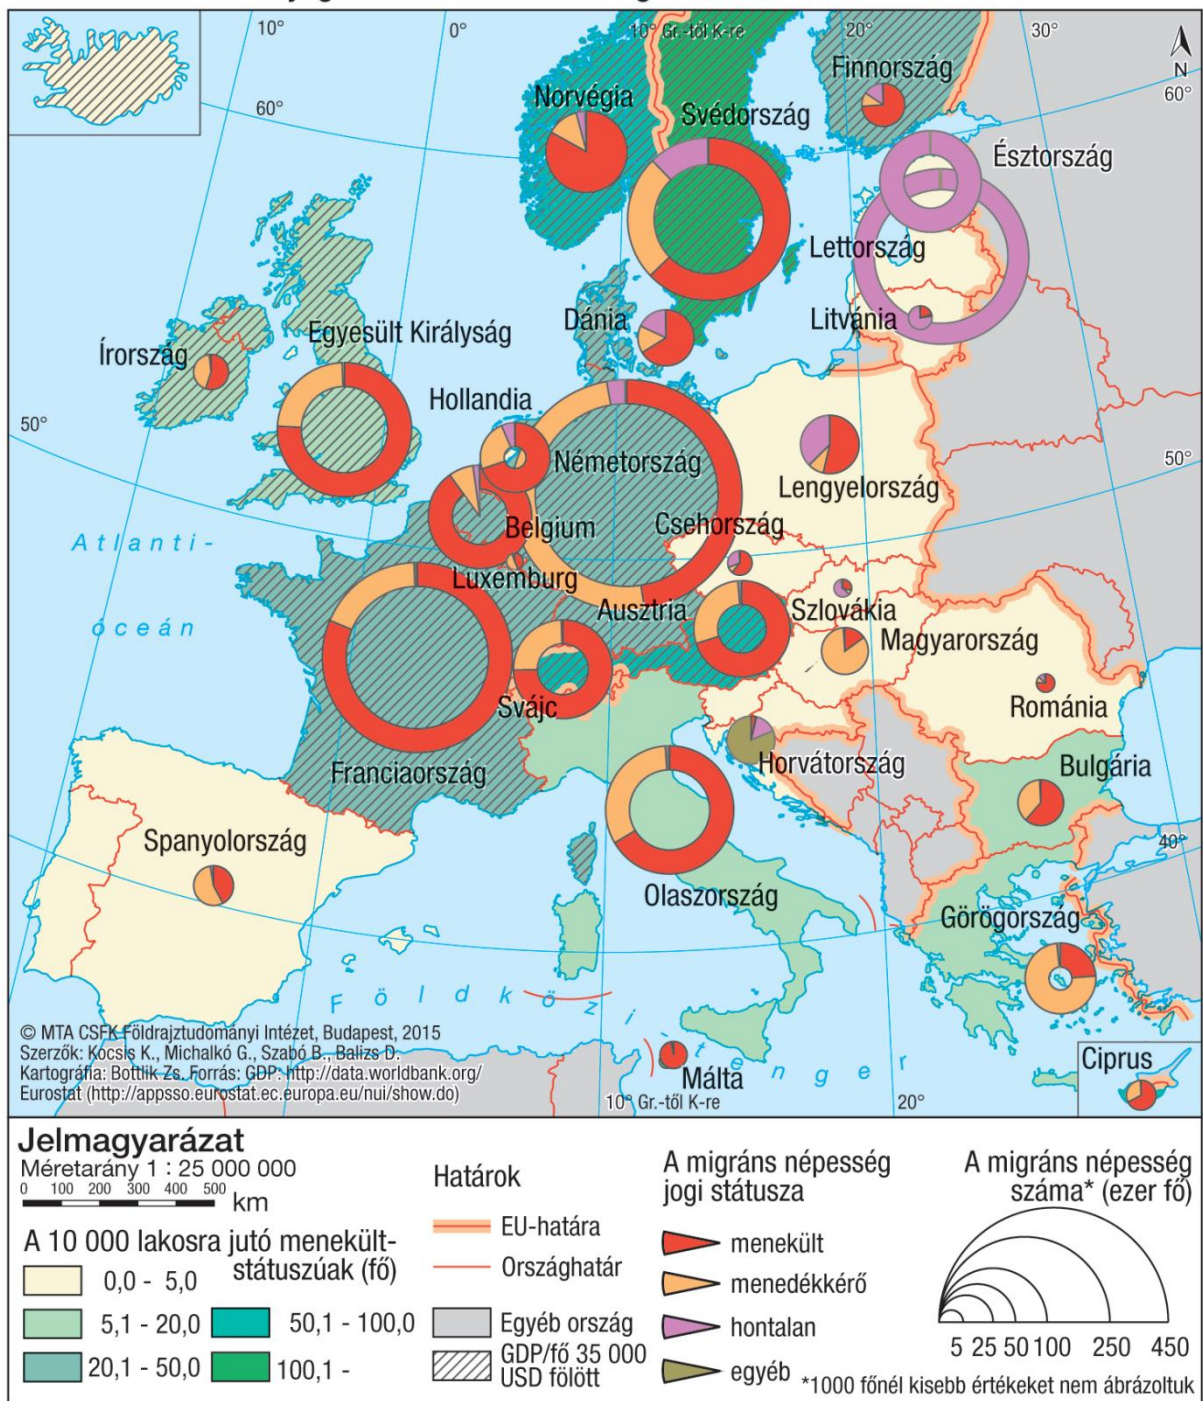 10°
0°
10° Gr.-től K-re
20°
30°
N
60°
60°
Finnország
Norvégia
Svédország
Észtország
Lettország
Litvánia
Dánia
Egyesült Királyság
Írország
Hollandia
50°
50°
Németország
Lengyelország
Belgium
Csehország
Atlanti-
óceán
Luxemburg
Ausztria
Szlovákia
Magyarország
Svájc
Románia
Horvátország
Franciaország
Bulgária
Spanyolország
40°
Olaszország
Görögország
Földközi-tenger
Málta
Ciprus
10° Gr.-től K-re
20°
© MTA CSFK Földrajztudományi Intézet, Budapest, 2015
Szerzők: Kocsis K., Michalkó G., Szabó B., Balizs D.
Kartográfia: Bottlik Zs. Forrás: GDP: http://data.worldbank.org/
Eurostat (http://appsso.eurostat.ec.europa.eu/nui/show.do)
Jelmagyarázat
Méretarány 1 : 25 000 000
0 100 200 300 400 500 km
A 10 000 lakosra jutó menekült-
státuszúak (fő)
0,0 - 5,0
5,1 - 20,0
20,1 - 50,0
50,1 - 100,0
100,1 -
Határok
EU-határa
Országhatár
Egyéb ország
GDP/fő 35 000
USD fölött
A migráns népesség
jogi státusza
menekült
menedékkérő
hontalan
egyéb
A migráns népesség
száma* (ezer fő)
5 25 50 100 250 450
*1000 főnél kisebb értékeket nem ábrázoltuk